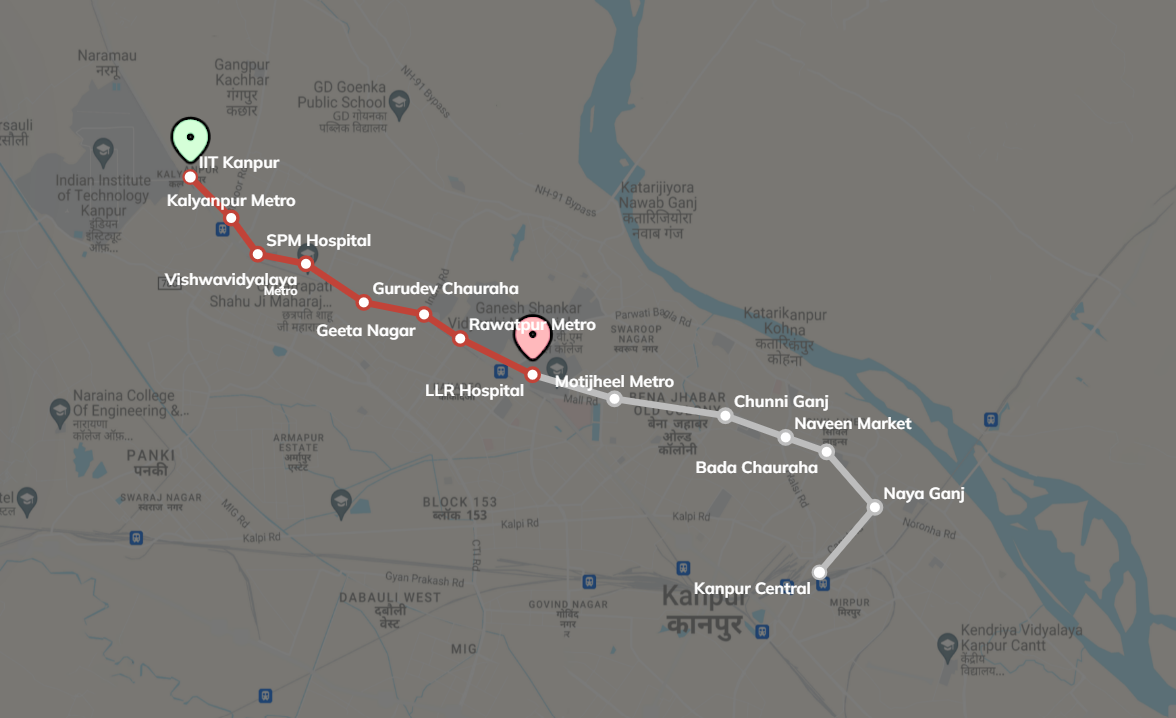 Naramau
नरमू
Gangpur
Kachhar
गंगपुर
कछार
NH-91 Bypass
GD Goenka
Public School
GD गोयनका
पब्लिक विद्यालय
IIT Kanpur
Indian Institute
of Technology
Kanpur
इंडियन
इंस्टिट्यूट
ऑफ़...
Kalyanpur Metro
NH-91 Bypass
Katarijiyora
Nawab Ganj
कतारिजियोरा
नवाब गंज
SPM Hospital
Vishwavidyalaya
Metro
Shahu Ji Maharaj...
छत्रपति शाहू
जी महा
Gurudev Chauraha
Geeta Nagar
Ganesh Shankar
Rawatpur Metro
कॉलेज
Parwati Bagla Rd
SWAROOP
NAGAR
स्वरूप नगर
Katarikanpur
Kohna
कतारिकंपुर
कोहना
LLR Hospital
Motijheel Metro
Mall Rd
BENA JHABAR
OLD COLONY
बेना जहाबर
ओल्ड
कॉलोनी
Chunni Ganj
Naveen Market
Bada Chauraha
Naya Ganj
Noronha Rd
Kanpur Central
Naraina College
Of Engineering &...
नारायणा
कॉलेज ऑफ़...
PANKI
पनकी
ARMAPUR
ESTATE
अर्मापुर
एस्टेट
SWARAJ NAGAR
स्वराज नगर
MIG Rd
Kalpi Rd
BLOCK 153
ब्लॉक 153
Kalpi Rd
Kalpi Rd
CTI Rd
Gyan Prakash Rd
DABAULI WEST
दबौली
वेस्ट
GOVIND NAGAR
गोविंद
नगर
Kanpur
कानपुर
MIRPUR
मिरपुर
MIG
Kendriya Vidyalaya
Kanpur Cantt
केंद्रीय
विद्यालय...